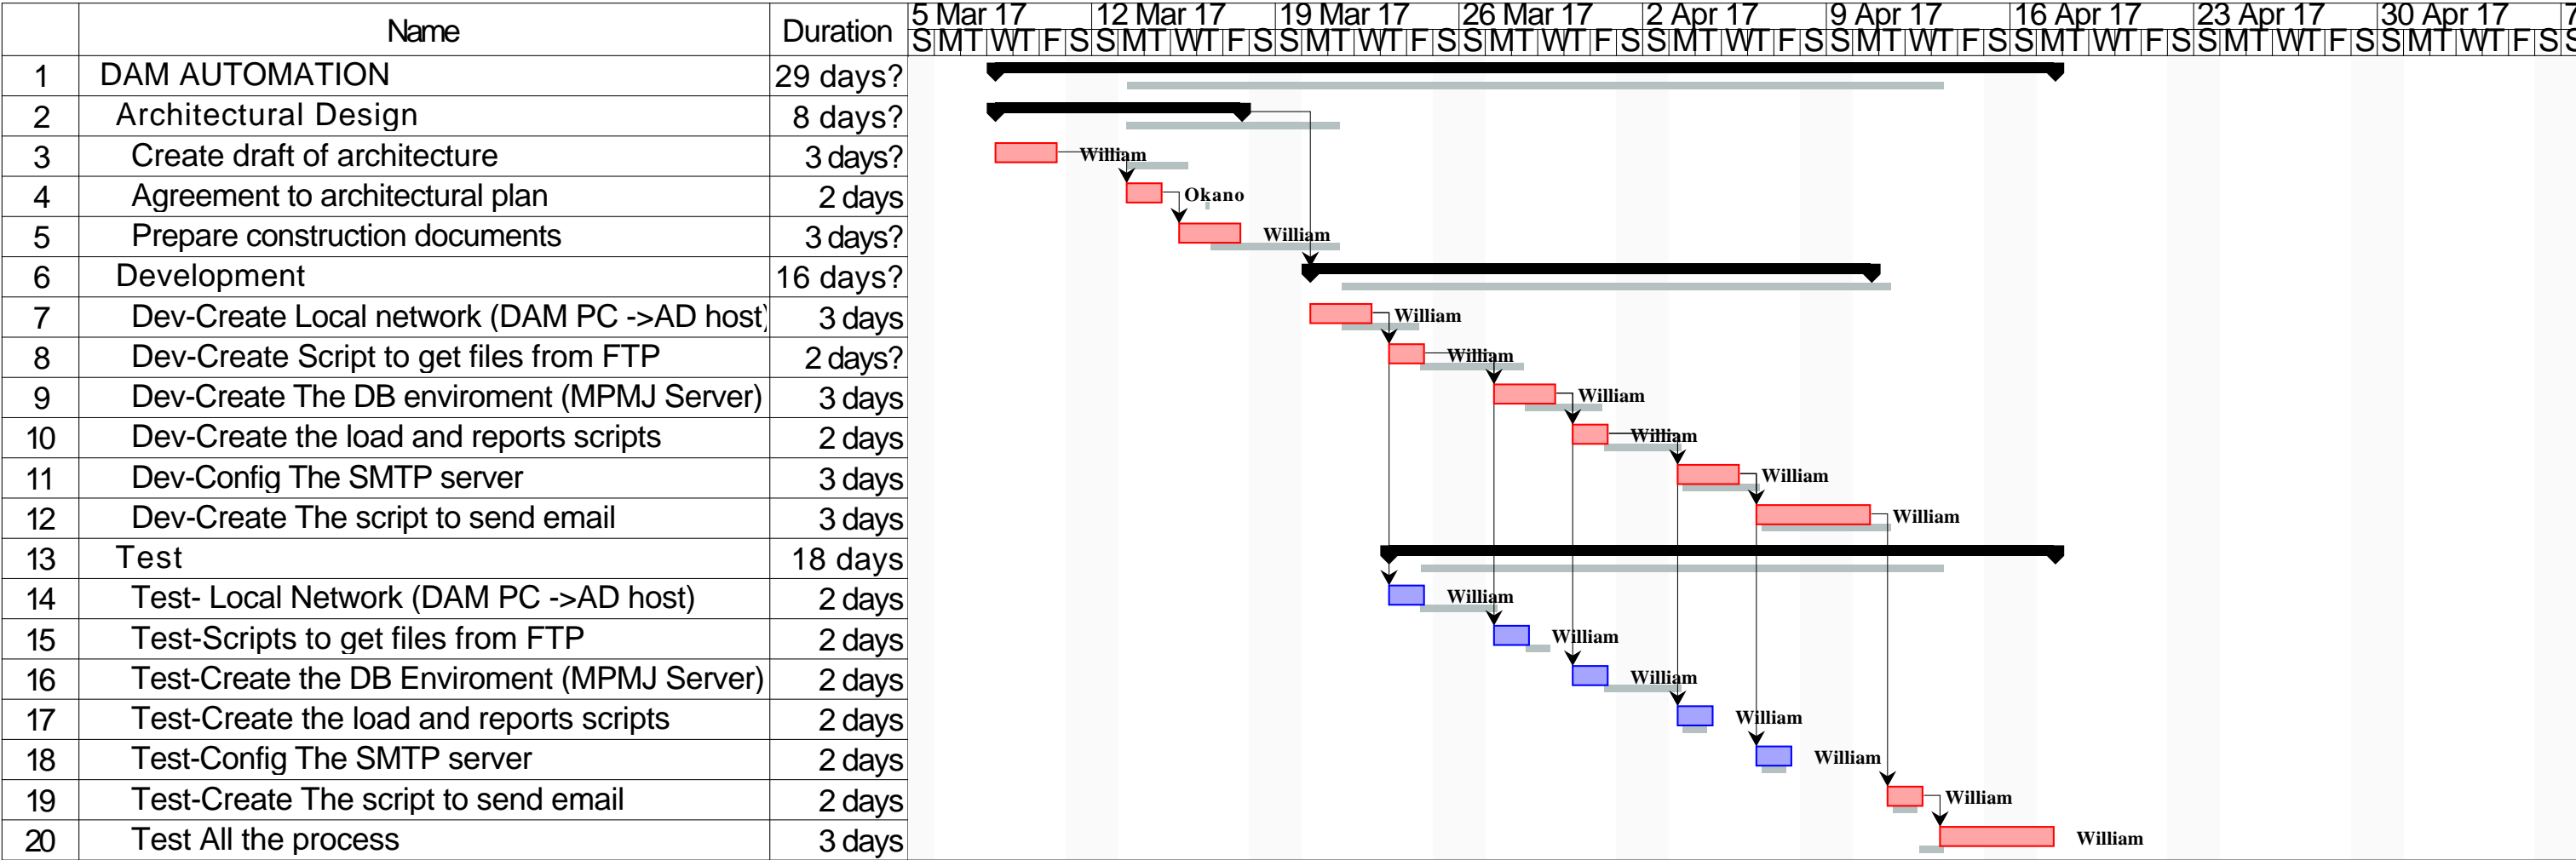 Name Duration 5 Mar 17 12 Mar 17 19 Mar 17 26 Mar 17 2 Apr 17 9 Apr 17 16 Apr 17 23 Apr 17 30 Apr 17 7
S M T W T F S S M T W T F S S M T W T F S S M T W T F S S M T W T F S S M T W T F S S M T W T F S S M T W T F S S M T W T F S S
1 DAM AUTOMATION 29 days?
2 Architectural Design 8 days?
3 Create draft of architecture 3 days? William
4 Agreement to architectural plan 2 days Okano
5 Prepare construction documents 3 days? William
6 Development 16 days?
7 Dev-Create Local network (DAM PC ->AD host) 3 days William
8 Dev-Create Script to get files from FTP 2 days? William
9 Dev-Create The DB enviroment (MPMJ Server) 3 days William
10 Dev-Create the load and reports scripts 2 days William
11 Dev-Config The SMTP server 3 days William
12 Dev-Create The script to send email 3 days William
13 Test 18 days
14 Test- Local Network (DAM PC ->AD host) 2 days William
15 Test-Scripts to get files from FTP 2 days William
16 Test-Create the DB Enviroment (MPMJ Server) 2 days William
17 Test-Create the load and reports scripts 2 days William
18 Test-Config The SMTP server 2 days William
19 Test-Create The script to send email 2 days William
20 Test All the process 3 days William